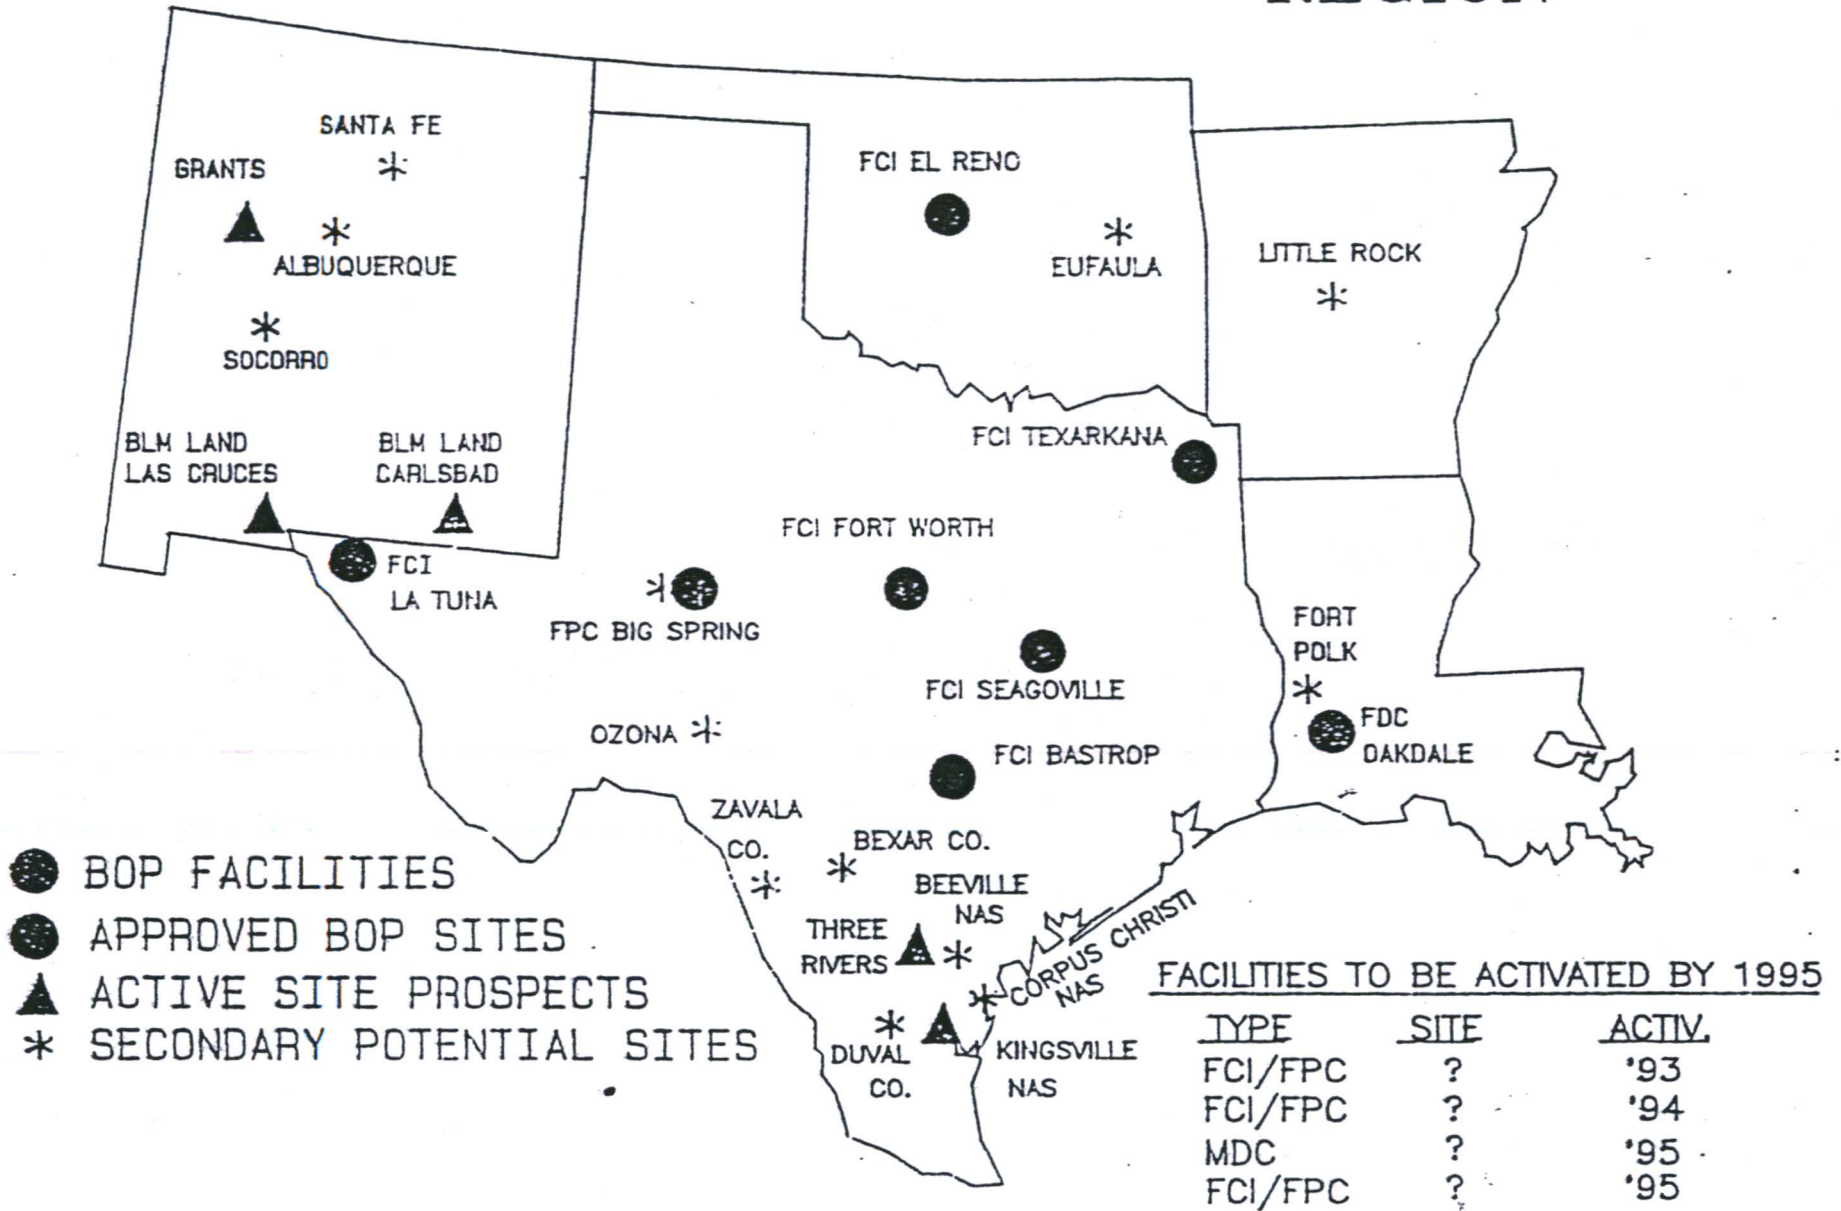 REGION
SANTA FE
GRANTS
ALBUQUERQUE
SOCORRO
BLM LAND
LAS CRUCES
BLM LAND
CARLSBAD
FCI EL RENO
EUFAULA
LITTLE ROCK
FCI TEXARKANA
FCI FORT WORTH
FCI
LA TUNA
FPC BIG SPRING
FCI SEAGOVILLE
FORT
POLK
FDC
OAKDALE
OZONA
FCI BASTROP
ZAVALA
CO.
BEXAR CO.
BEEVILLE
NAS
THREE
RIVERS
CORPUS CHRISTI
NAS
DUVAL
CO.
KINGSVILLE
NAS
BOP FACILITIES
APPROVED BOP SITES
ACTIVE SITE PROSPECTS
SECONDARY POTENTIAL SITES
FACILITIES TO BE ACTIVATED BY 1995
TYPE SITE ACTIV.
FCI/FPC ? '93
FCI/FPC ? '94
MDC ? '95
FCI/FPC ? '95